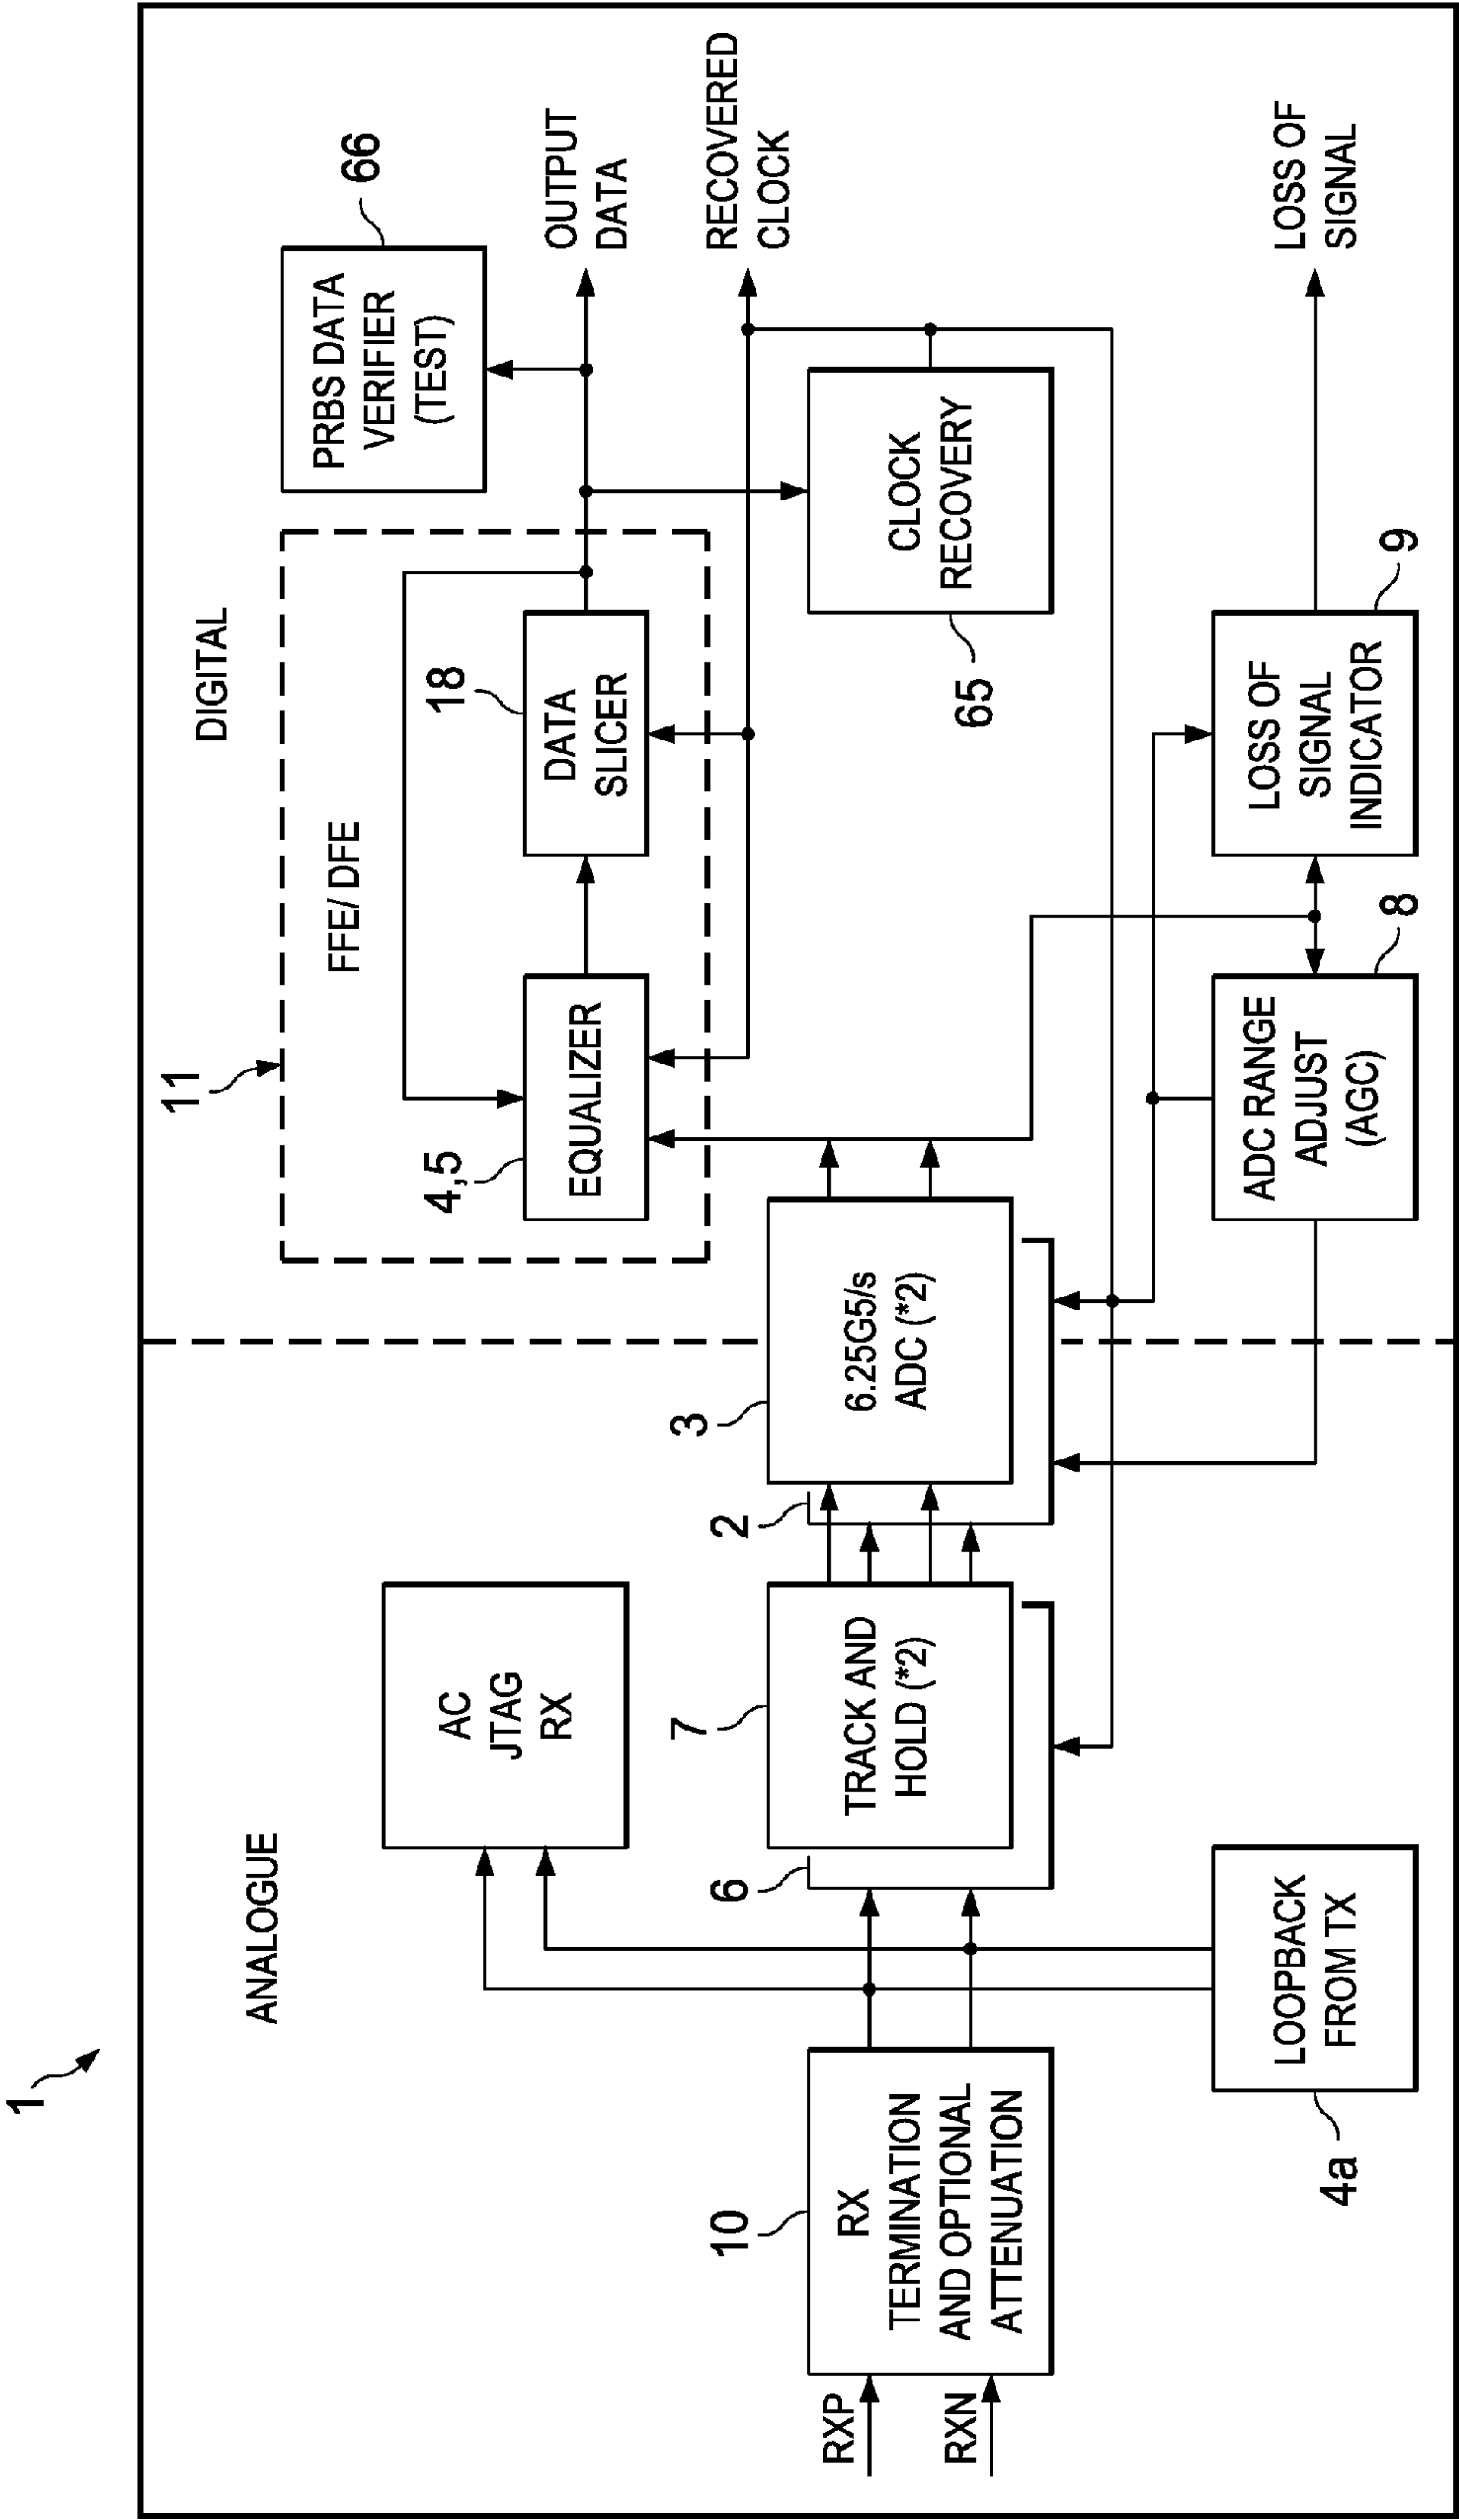 1
ANALOGUE
DIGITAL
11
FFE/ DFE
66
PRBS DATA
VERIFIER
(TEST)
AC
JTAG
RX
4,5
EQUALIZER
18
DATA
SLICER
OUTPUT
DATA
RECOVERED
CLOCK
10
RX
TERMINATION
AND OPTIONAL
ATTENUATION
RXP
RXN
6
7
TRACK AND
HOLD (*2)
2
3
6.25G5/s
ADC (*2)
CLOCK
RECOVERY
65
LOOPBACK
FROM TX
4a
ADC RANGE
ADJUST
(AGC)
8
LOSS OF
SIGNAL
INDICATOR
9
LOSS OF
SIGNAL